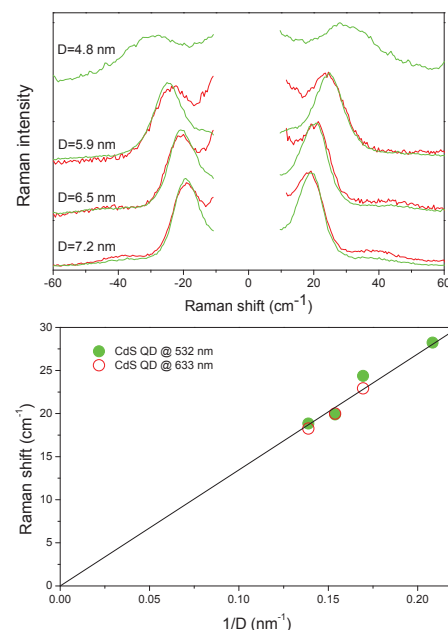 D=4.8 nm
D=5.9 nm
D=6.5 nm
D=7.2 nm
Raman intensity
-60 -40 -20 0 20 40 60
Raman shift (cm⁻¹)
30
25
20
15
10
5
0
CdS QD @ 532 nm
CdS QD @ 633 nm
Raman shift (cm⁻¹)
0.00 0.05 0.10 0.15 0.20
1/D (nm⁻¹)